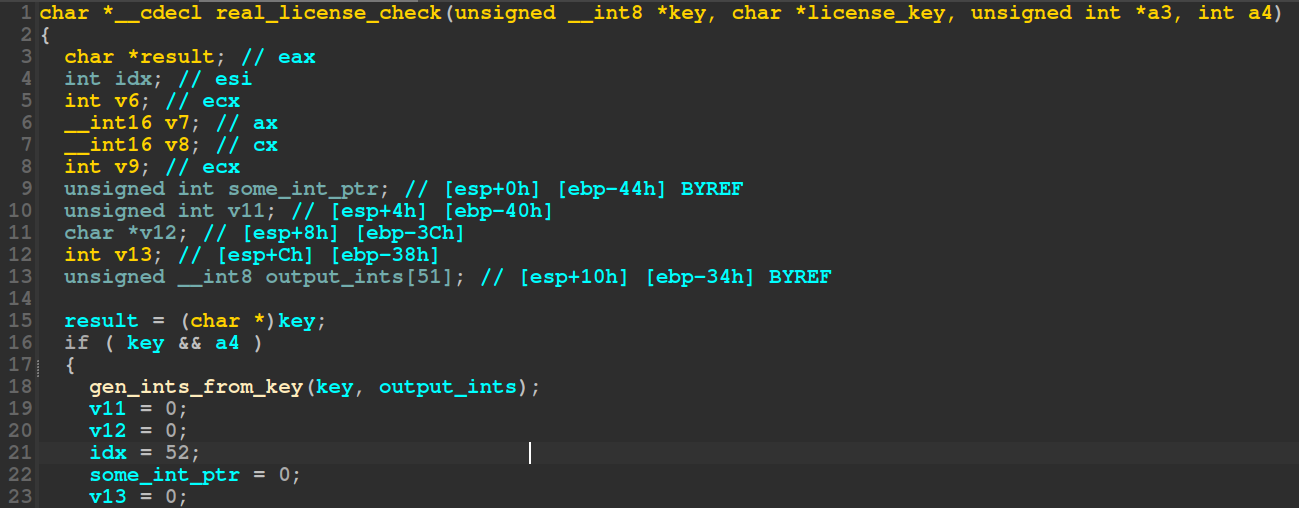 1 char *__cdecl real_license_check(unsigned __int8 *key, char *license_key, unsigned int *a3, int a4)
2 {
3 char *result; // eax
4 int idx; // esi
5 int v6; // ecx
6 __int16 v7; // ax
7 __int16 v8; // cx
8 int v9; // ecx
9 unsigned int some_int_ptr; // [esp+0h] [ebp-44h] BYREF
10 unsigned int v11; // [esp+4h] [ebp-40h]
11 char *v12; // [esp+8h] [ebp-3Ch]
12 int v13; // [esp+Ch] [ebp-38h]
13 unsigned __int8 output_ints[51]; // [esp+10h] [ebp-34h] BYREF
14
15 result = (char *)key;
16 if ( key && a4 )
17 {
18 gen_ints_from_key(key, output_ints);
19 v11 = 0;
20 v12 = 0;
21 idx = 52;
22 some_int_ptr = 0;
23 v13 = 0;